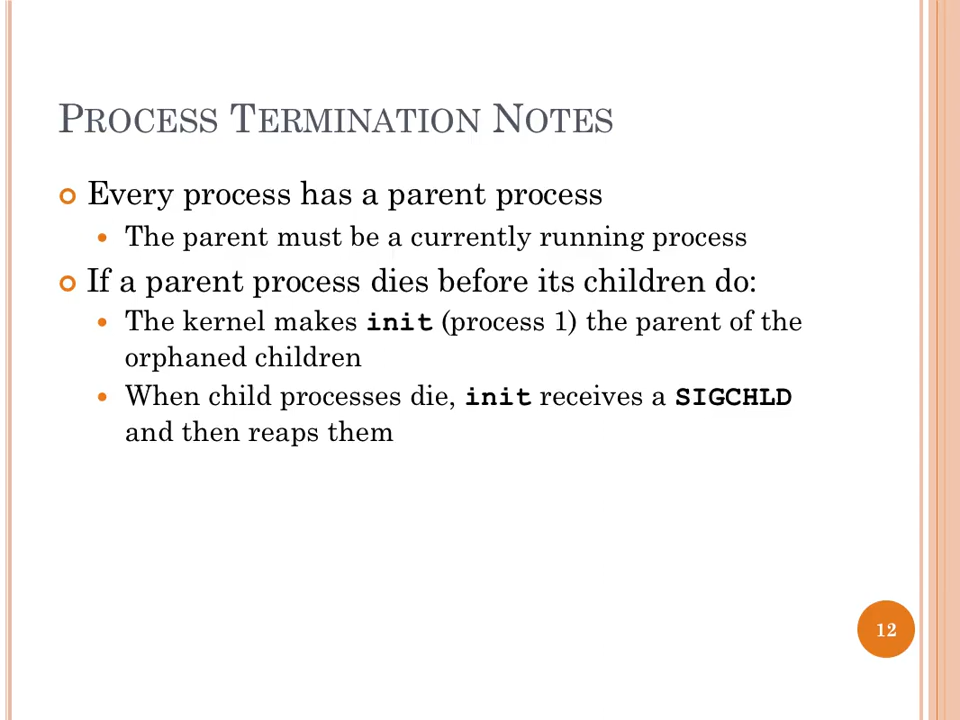 PROCESS TERMINATION NOTES
Every process has a parent process
The parent must be a currently running process
If a parent process dies before its children do:
The kernel makes init (process 1) the parent of the
orphaned children
When child processes die, init receives a SIGCHLD
and then reaps them
12